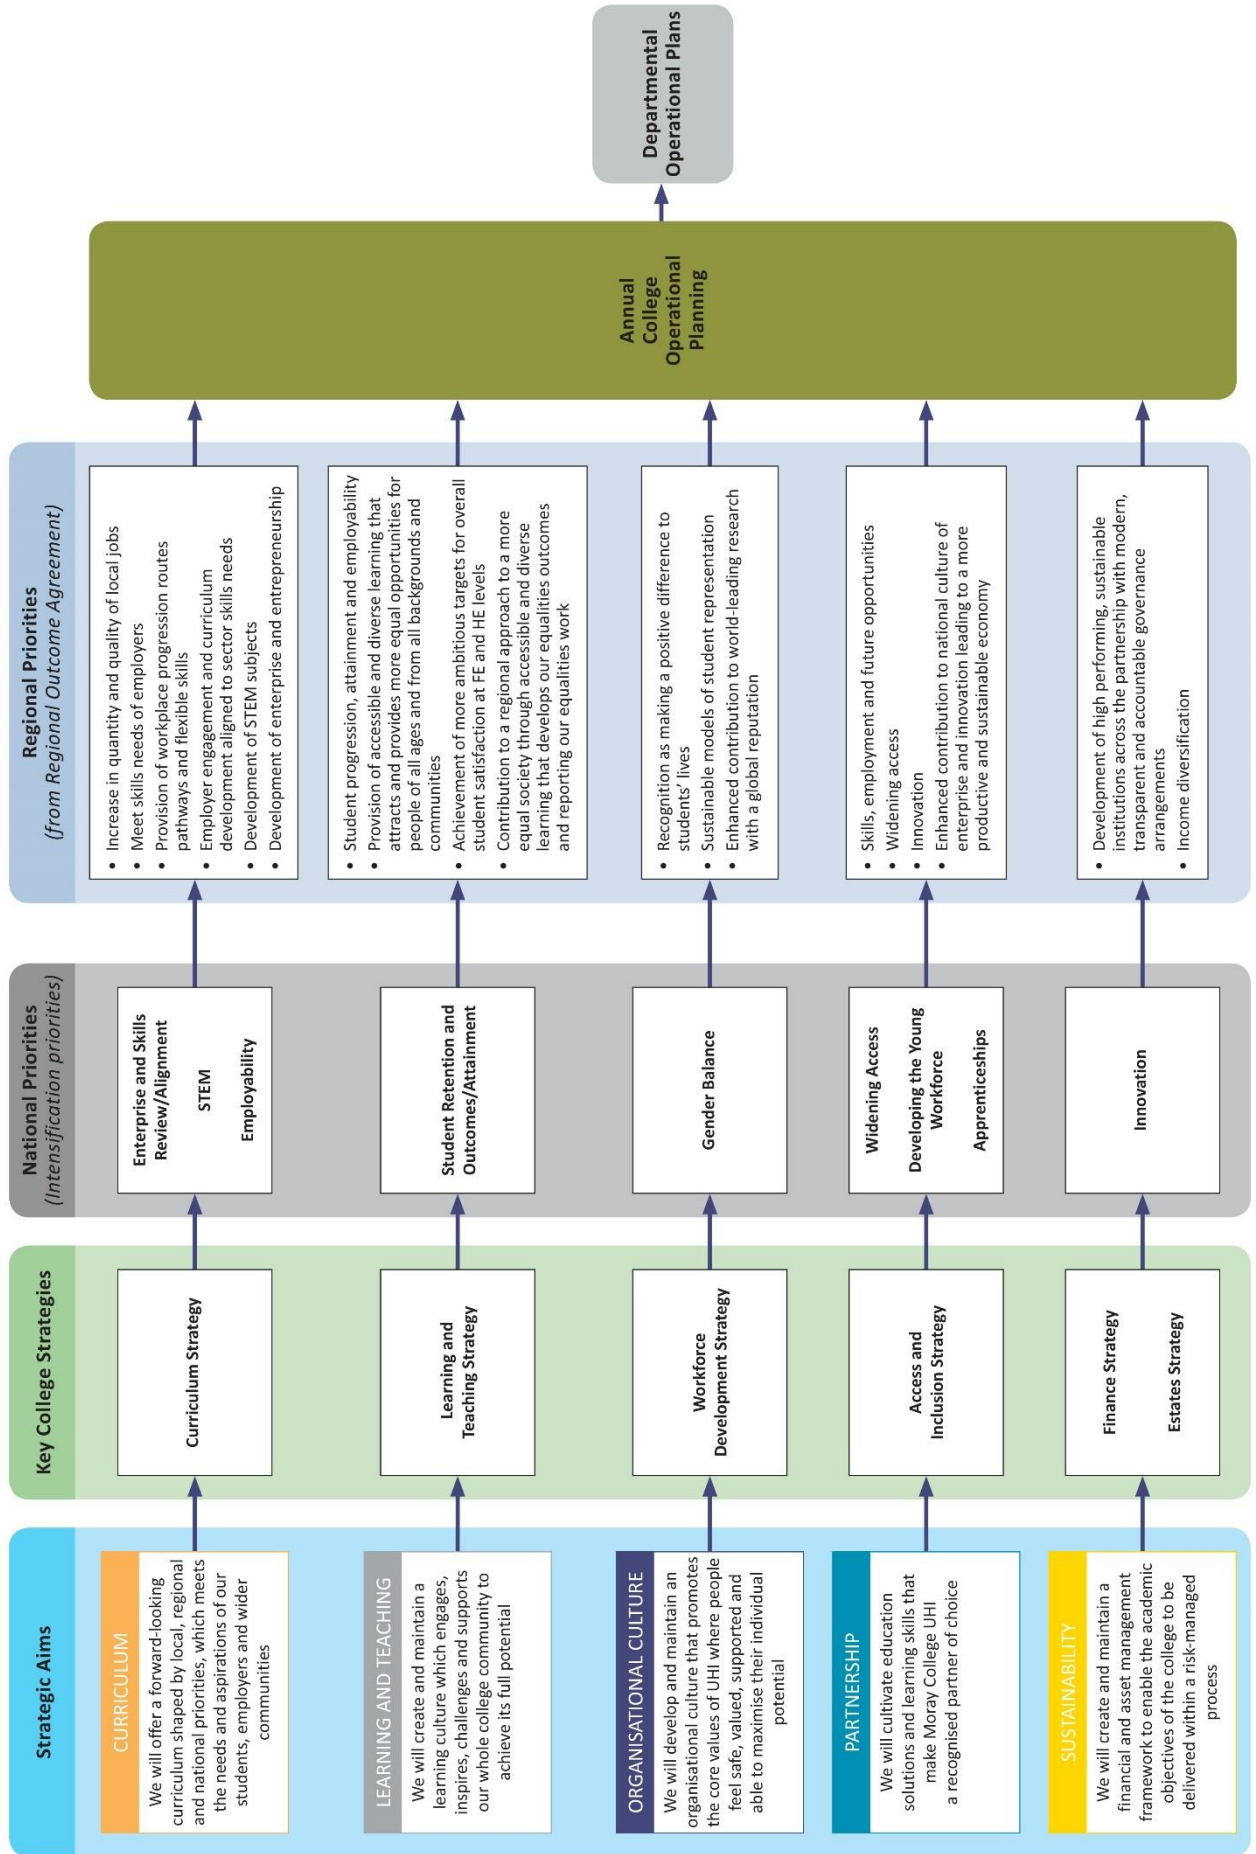 Strategic Aims
CURRICULUM
We will offer a forward-looking
curriculum shaped by local, regional
and national priorities, which meets
the needs and aspirations of our
students, employers and wider
communities
LEARNING AND TEACHING
We will create and maintain a
learning culture which engages,
inspires, challenges and supports
our whole college community to
achieve its full potential
ORGANISATIONAL CULTURE
We will develop and maintain an
organisational culture that promotes
the core values of UHI where people
feel safe, valued, supported and
able to maximise their individual
potential
PARTNERSHIP
We will cultivate education
solutions and learning skills that
make Moray College UHI
a recognised partner of choice
SUSTAINABILITY
We will create and maintain a
financial and asset management
framework to enable the academic
objectives of the college to be
delivered within a risk-managed
process
Key College Strategies
Curriculum Strategy
Learning and
Teaching Strategy
Workforce
Development Strategy
Access and
Inclusion Strategy
Finance Strategy
Estates Strategy
National Priorities
(Intensification priorities)
Enterprise and Skills
Review/Alignment
STEM
Employability
Student Retention and
Outcomes/Attainment
Gender Balance
Widening Access
Developing the Young
Workforce
Apprenticeships
Innovation
Regional Priorities
(from Regional Outcome Agreement)
• Increase in quantity and quality of local jobs
• Meet skills needs of employers
• Provision of workplace progression routes
pathways and flexible skills
• Employer engagement and curriculum
development aligned to sector skills needs
• Development of STEM subjects
• Development of enterprise and entrepreneurship
• Student progression, attainment and employability
• Provision of accessible and diverse learning that
attracts and provides more equal opportunities for
people of all ages and from all backgrounds and
communities
• Achievement of more ambitious targets for overall
student satisfaction at FE and HE levels
• Contribution to a regional approach to a more
equal society through accessible and diverse
learning that develops our equalities outcomes
and reporting our equalities work
• Recognition as making a positive difference to
students' lives
• Sustainable models of student representation
• Enhanced contribution to world-leading research
with a global reputation
• Skills, employment and future opportunities
• Widening access
• Innovation
• Enhanced contribution to national culture of
enterprise and innovation leading to a more
productive and sustainable economy
• Development of high performing, sustainable
institutions across the partnership with modern,
transparent and accountable governance
arrangements
• Income diversification
Annual
College
Operational
Planning
Departmental
Operational Plans